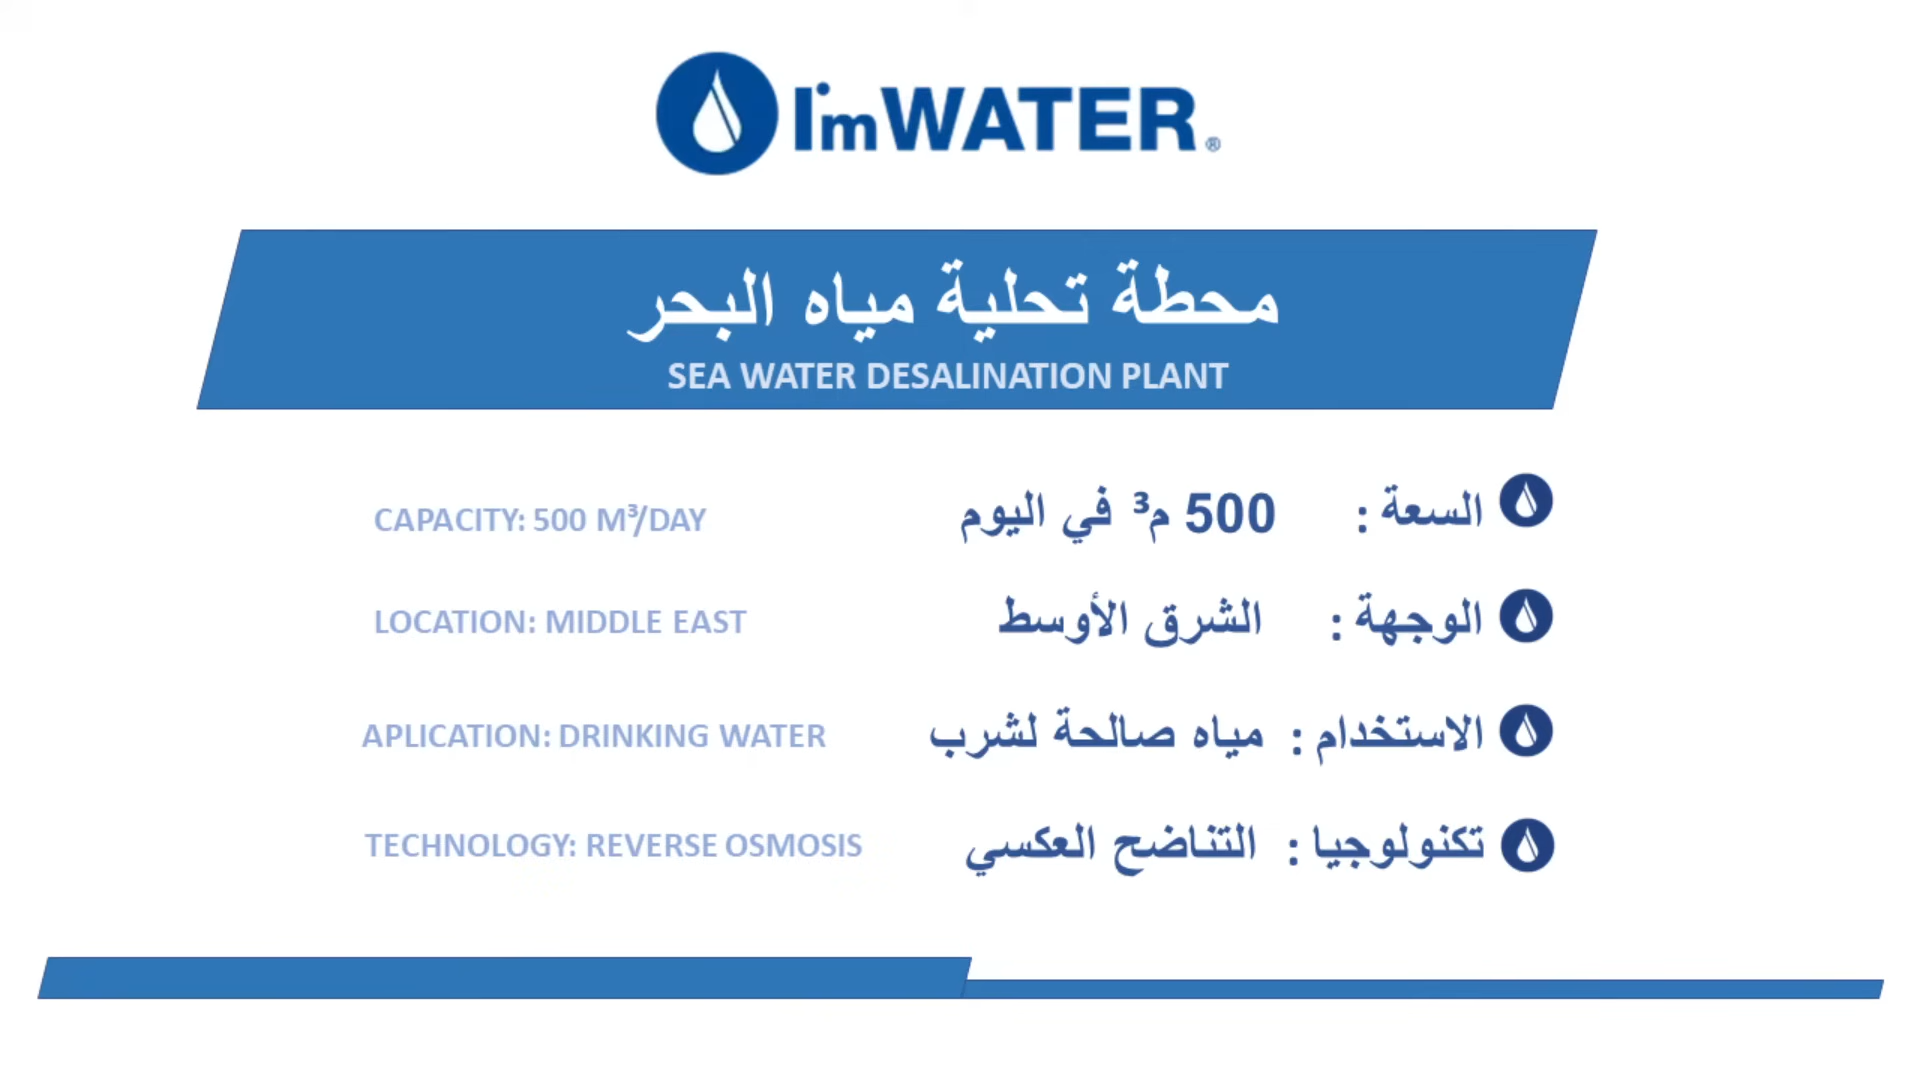 I'mWATER®
محطة تحلية مياه البحر
SEA WATER DESALINATION PLANT
السعة : 500 م³ في اليوم
CAPACITY: 500 M³/DAY
الوجهة : الشرق الأوسط
LOCATION: MIDDLE EAST
الاستخدام : مياه صالحة لشرب
APLICATION: DRINKING WATER
تكنولوجيا : التناضح العكسي
TECHNOLOGY: REVERSE OSMOSIS